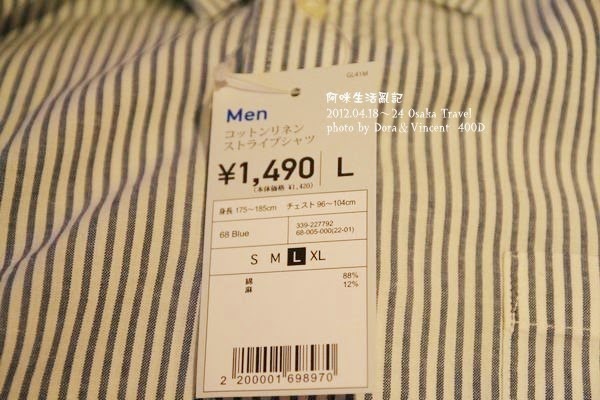 GL41M
Men
コットンリネン
ストライプシャツ
¥1,490 L
(本体価格 ¥1,420)
身長 175～185cm チェスト 96～104cm
68 Blue
339-227792
68-005-000(22-01)
S M L XL
綿 88%
麻 12%
2 200001 698970
阿咪生活亂記
2012.04.18～24 Osaka Travel
photo by Dora & Vincent 400D